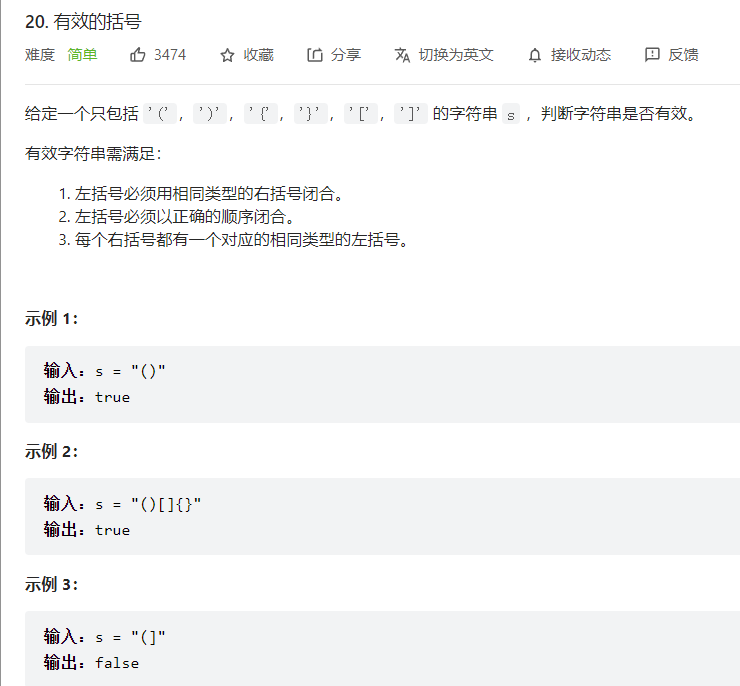 20. 有效的括号
难度 简单 3474 收藏 分享 切换为英文 接收动态 反馈
给定一个只包括 '(', ')', '{', '}', '[', ']' 的字符串 s ，判断字符串是否有效。
有效字符串需满足：
1. 左括号必须用相同类型的右括号闭合。
2. 左括号必须以正确的顺序闭合。
3. 每个右括号都有一个对应的相同类型的左括号。
示例 1：
输入：s = "()"
输出：true
示例 2：
输入：s = "()[]{}"
输出：true
示例 3：
输入：s = "(]"
输出：false